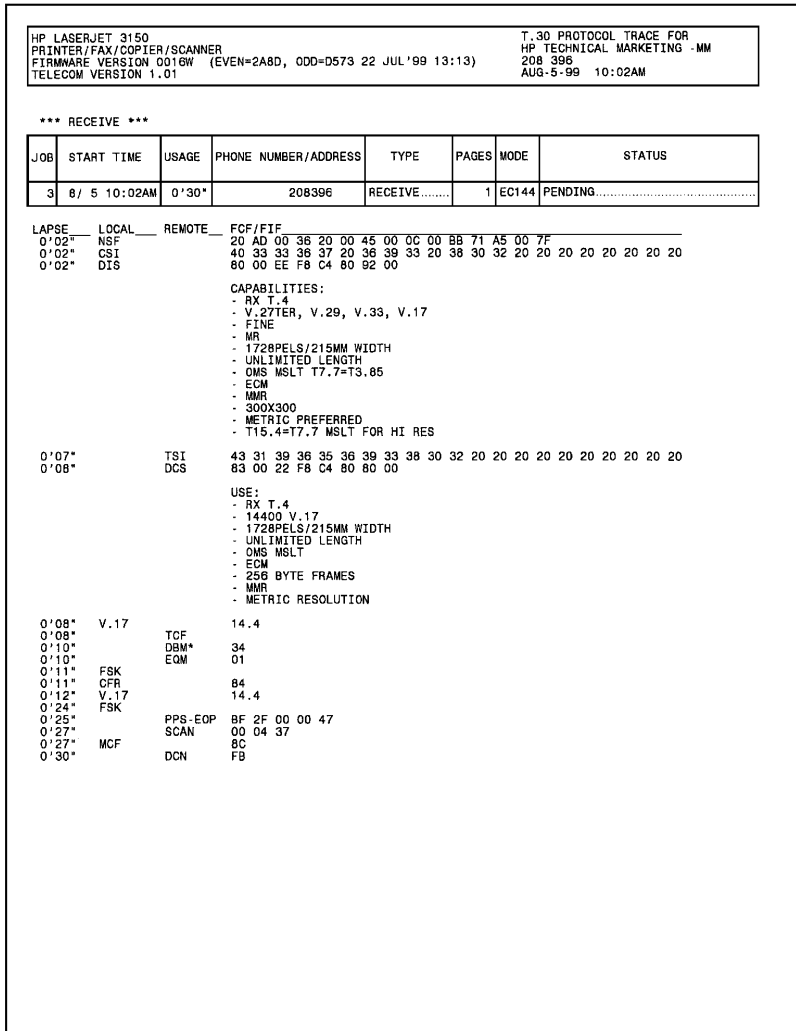 HP LASERJET 3150
PRINTER/FAX/COPIER/SCANNER
FIRMWARE VERSION 0016W (EVEN=2A8D, ODD=D573 22 JUL'99 13:13)
TELECOM VERSION 1.01
T.30 PROTOCOL TRACE FOR
HP TECHNICAL MARKETING -MM
208 396
AUG-5-99 10:02AM
*** RECEIVE ***
JOB START TIME USAGE PHONE NUMBER/ADDRESS TYPE PAGES MODE STATUS
3 8/ 5 10:02AM 0'30" 208396 RECEIVE........ 1 EC144 PENDING...........................................
LAPSE___ LOCAL___ REMOTE__ FCF/FIF
0'02" NSF 20 AD 00 36 20 00 45 00 0C 00 BB 71 A5 00 7F
0'02" CSI 40 33 33 36 37 20 36 39 33 20 38 30 32 20 20 20 20 20 20 20 20
0'02" DIS 80 00 EE F8 C4 80 92 00
CAPABILITIES:
- RX T.4
- V.27TER, V.29, V.33, V.17
- FINE
- MR
- 1728PELS/215MM WIDTH
- UNLIMITED LENGTH
- OMS MSLT T7.7=T3.85
- ECM
- MMR
- 300X300
- METRIC PREFERRED
- T15.4=T7.7 MSLT FOR HI RES
0'07" TSI 43 31 39 36 35 36 39 33 38 30 32 20 20 20 20 20 20 20 20 20 20
0'08" DCS 83 00 22 F8 C4 80 80 00
USE:
- RX T.4
- 14400 V.17
- 1728PELS/215MM WIDTH
- UNLIMITED LENGTH
- OMS MSLT
- ECM
- 256 BYTE FRAMES
- MMR
- METRIC RESOLUTION
0'08" V.17 14.4
0'08" TCF
0'10" DBM* 34
0'10" EQM 01
0'11" FSK
0'11" CFR 84
0'12" V.17 14.4
0'24" FSK
0'25" PPS-EOP BF 2F 00 00 47
0'27" SCAN 00 04 37
0'27" MCF 8C
0'30" DCN FB